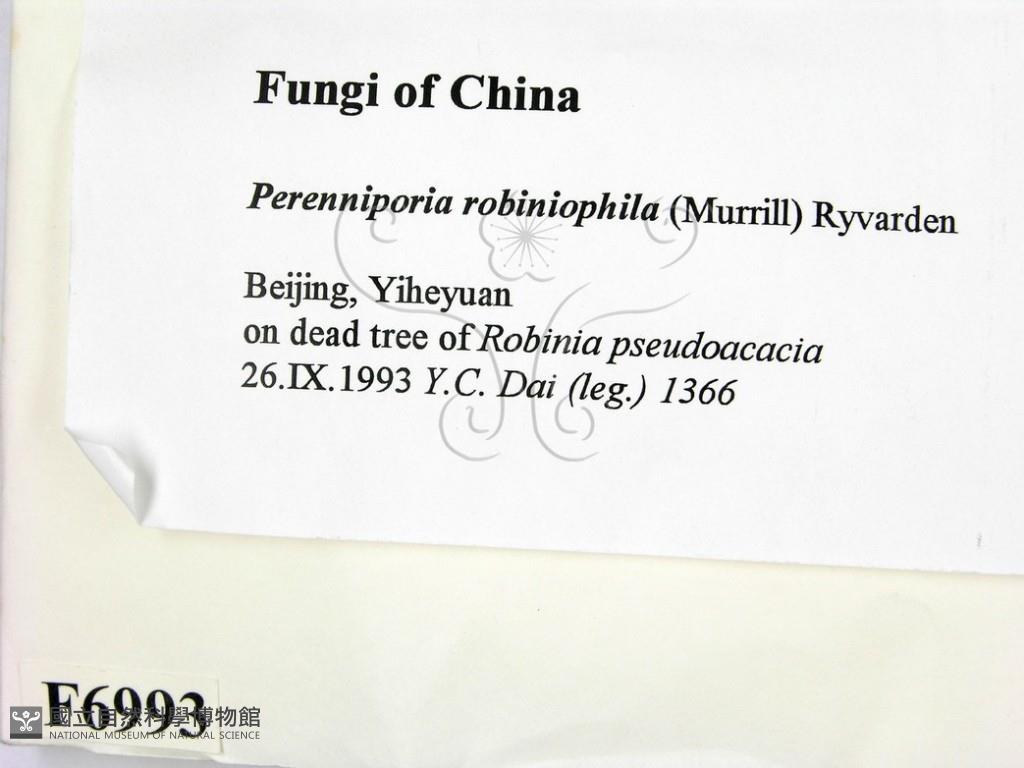 Fungi of China
Perenniporia robiniophila (Murrill) Ryvarden
Beijing, Yiheyuan
on dead tree of Robinia pseudoacacia
26.IX.1993 Y.C. Dai (leg.) 1366
F6993
國立自然科學博物館
NATIONAL MUSEUM OF NATURAL SCIENCE